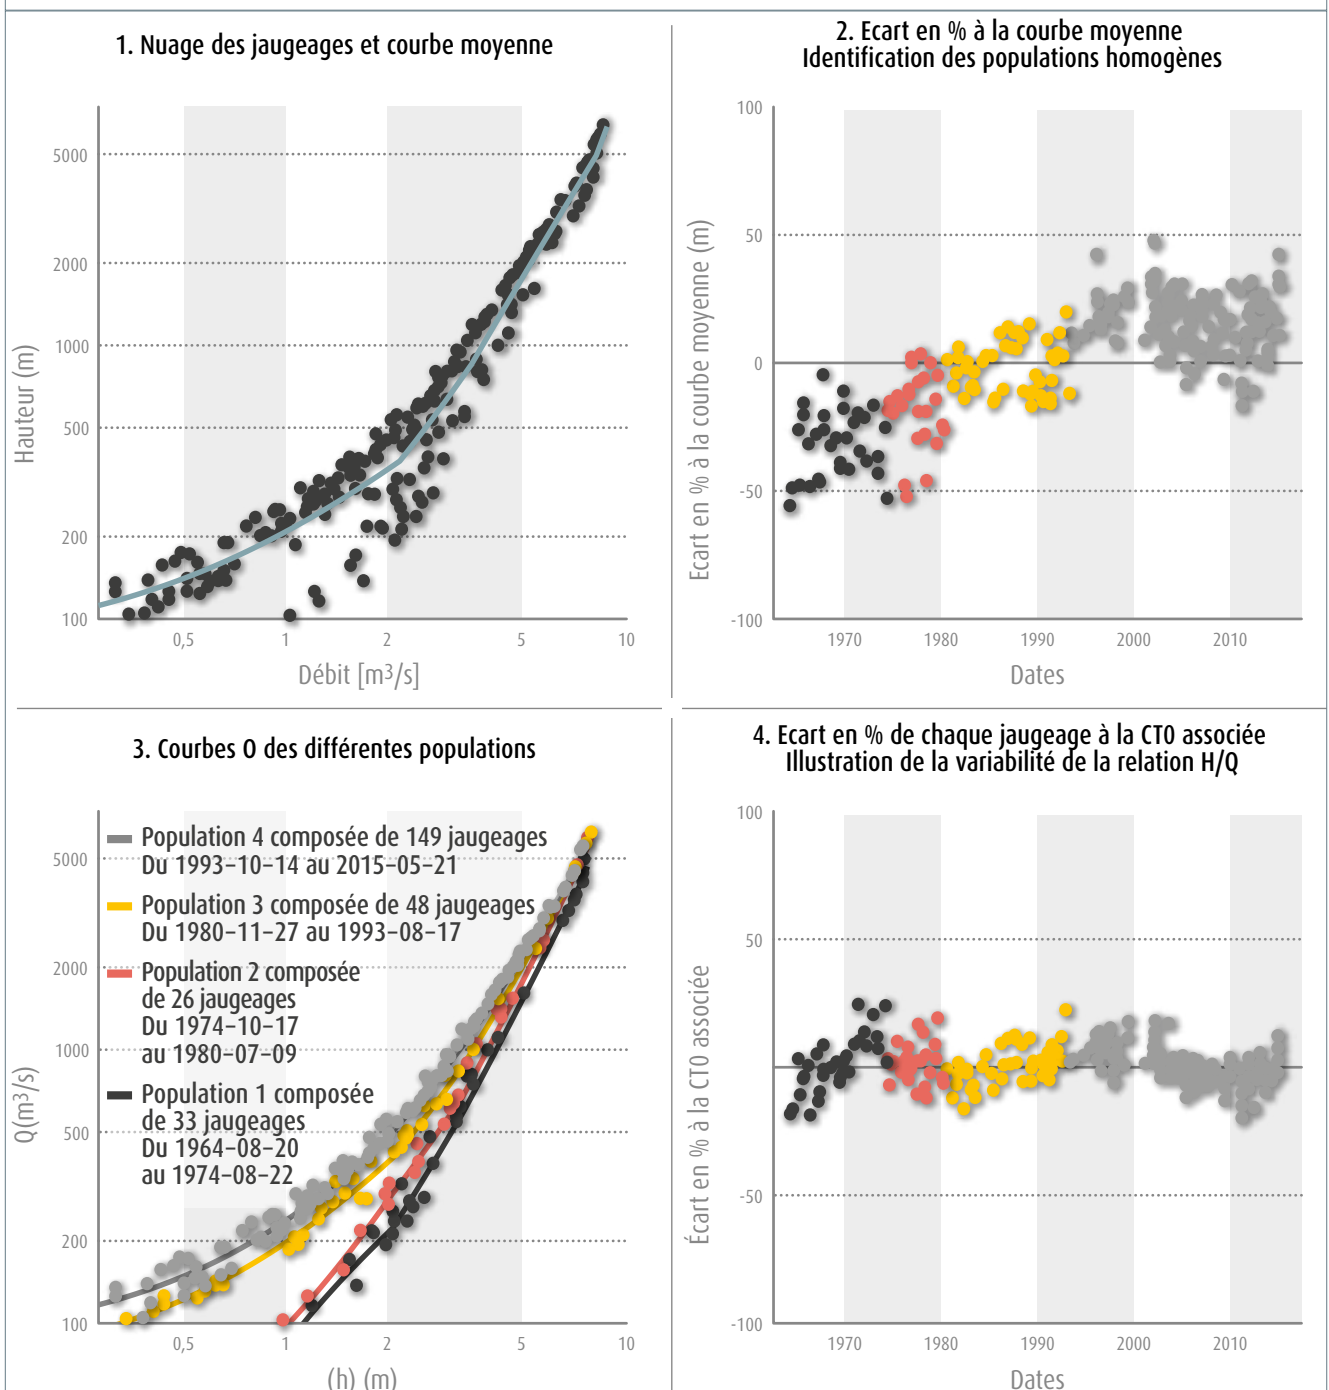 1. Nuage des jaugeages et courbe moyenne
5000
2000
1000
500
200
100
Hauteur (m)
0,5 1 2 5 10
Débit [m³/s]
2. Ecart en % à la courbe moyenne
Identification des populations homogènes
100
50
0
-50
-100
Ecart en % à la courbe moyenne (m)
1970 1980 1990 2000 2010
Dates
3. Courbes O des différentes populations
Population 4 composée de 149 jaugeages
Du 1993-10-14 au 2015-05-21
Population 3 composée de 48 jaugeages
Du 1980-11-27 au 1993-08-17
Population 2 composée
de 26 jaugeages
Du 1974-10-17
au 1980-07-09
Population 1 composée
de 33 jaugeages
Du 1964-08-20
au 1974-08-22
5000
2000
1000
500
200
100
Q(m³/s)
0,5 1 2 5 10
(h) (m)
4. Ecart en % de chaque jaugeage à la CTO associée
Illustration de la variabilité de la relation H/Q
100
50
0
-50
-100
Écart en % à la CTO associée
1970 1980 1990 2000 2010
Dates